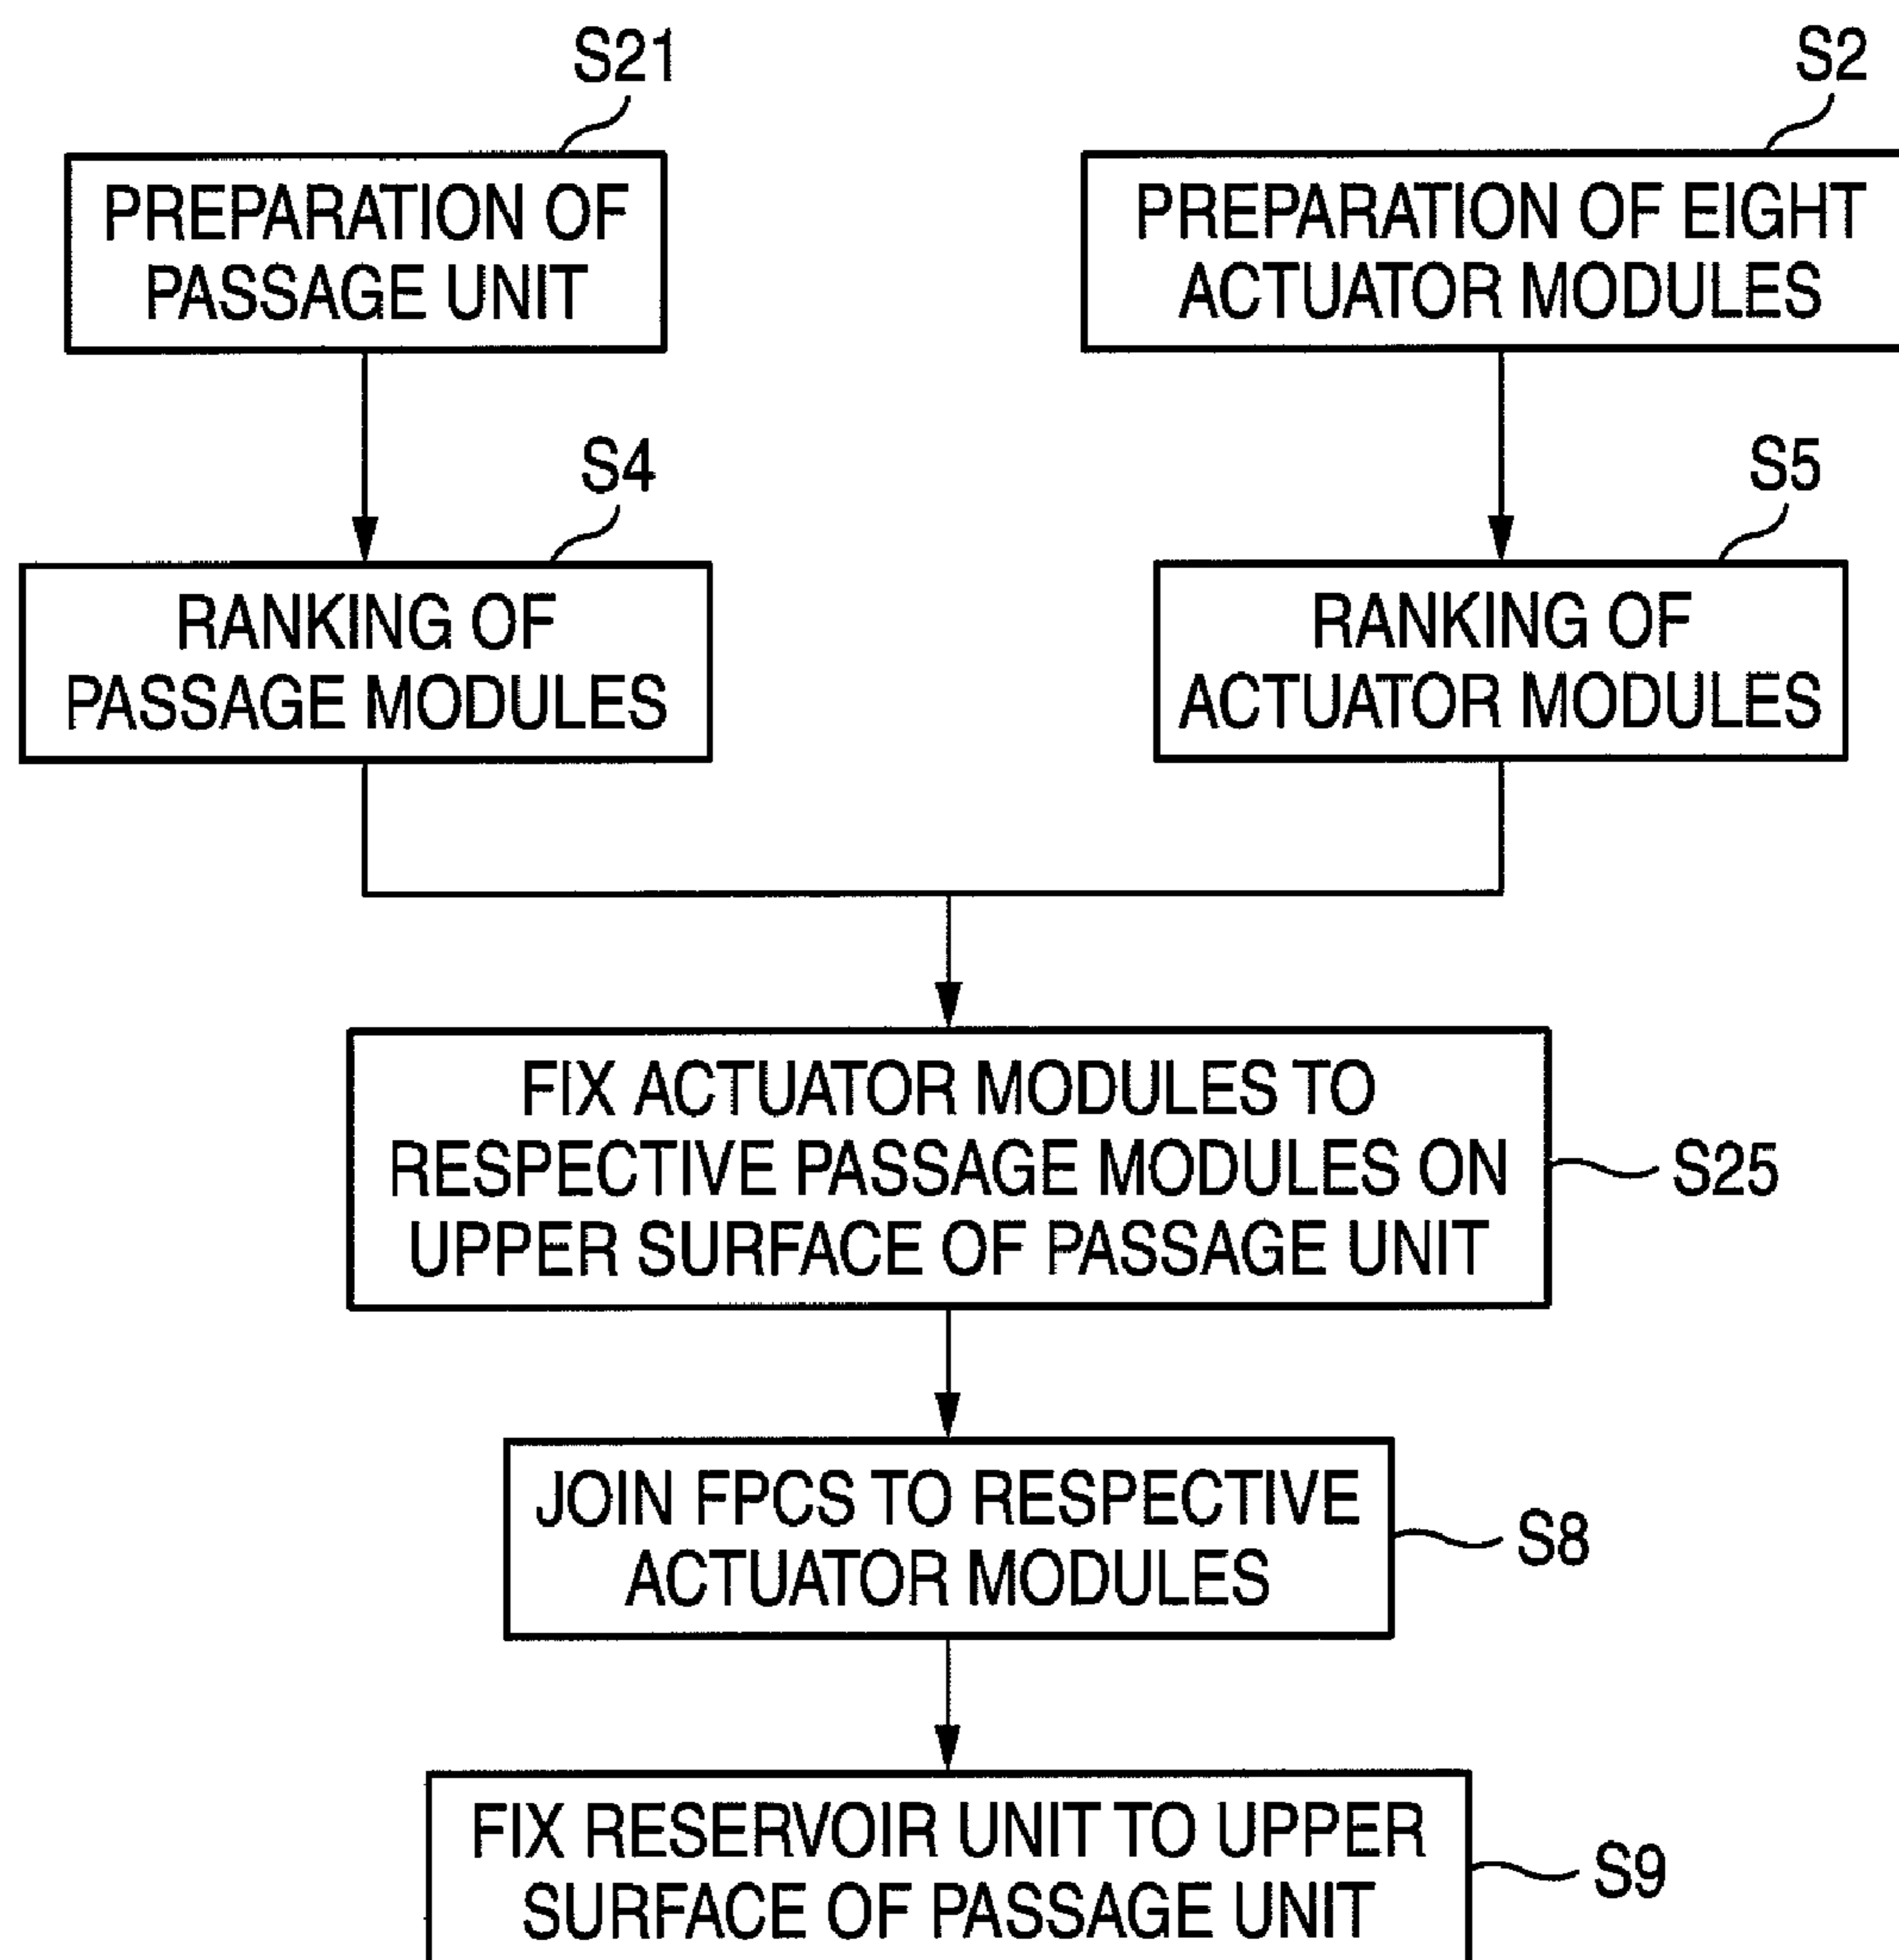 S21
PREPARATION OF
PASSAGE UNIT
S2
PREPARATION OF EIGHT
ACTUATOR MODULES
S4
RANKING OF
PASSAGE MODULES
S5
RANKING OF
ACTUATOR MODULES
FIX ACTUATOR MODULES TO
RESPECTIVE PASSAGE MODULES ON
UPPER SURFACE OF PASSAGE UNIT
S25
JOIN FPCS TO RESPECTIVE
ACTUATOR MODULES
S8
FIX RESERVOIR UNIT TO UPPER
SURFACE OF PASSAGE UNIT
S9